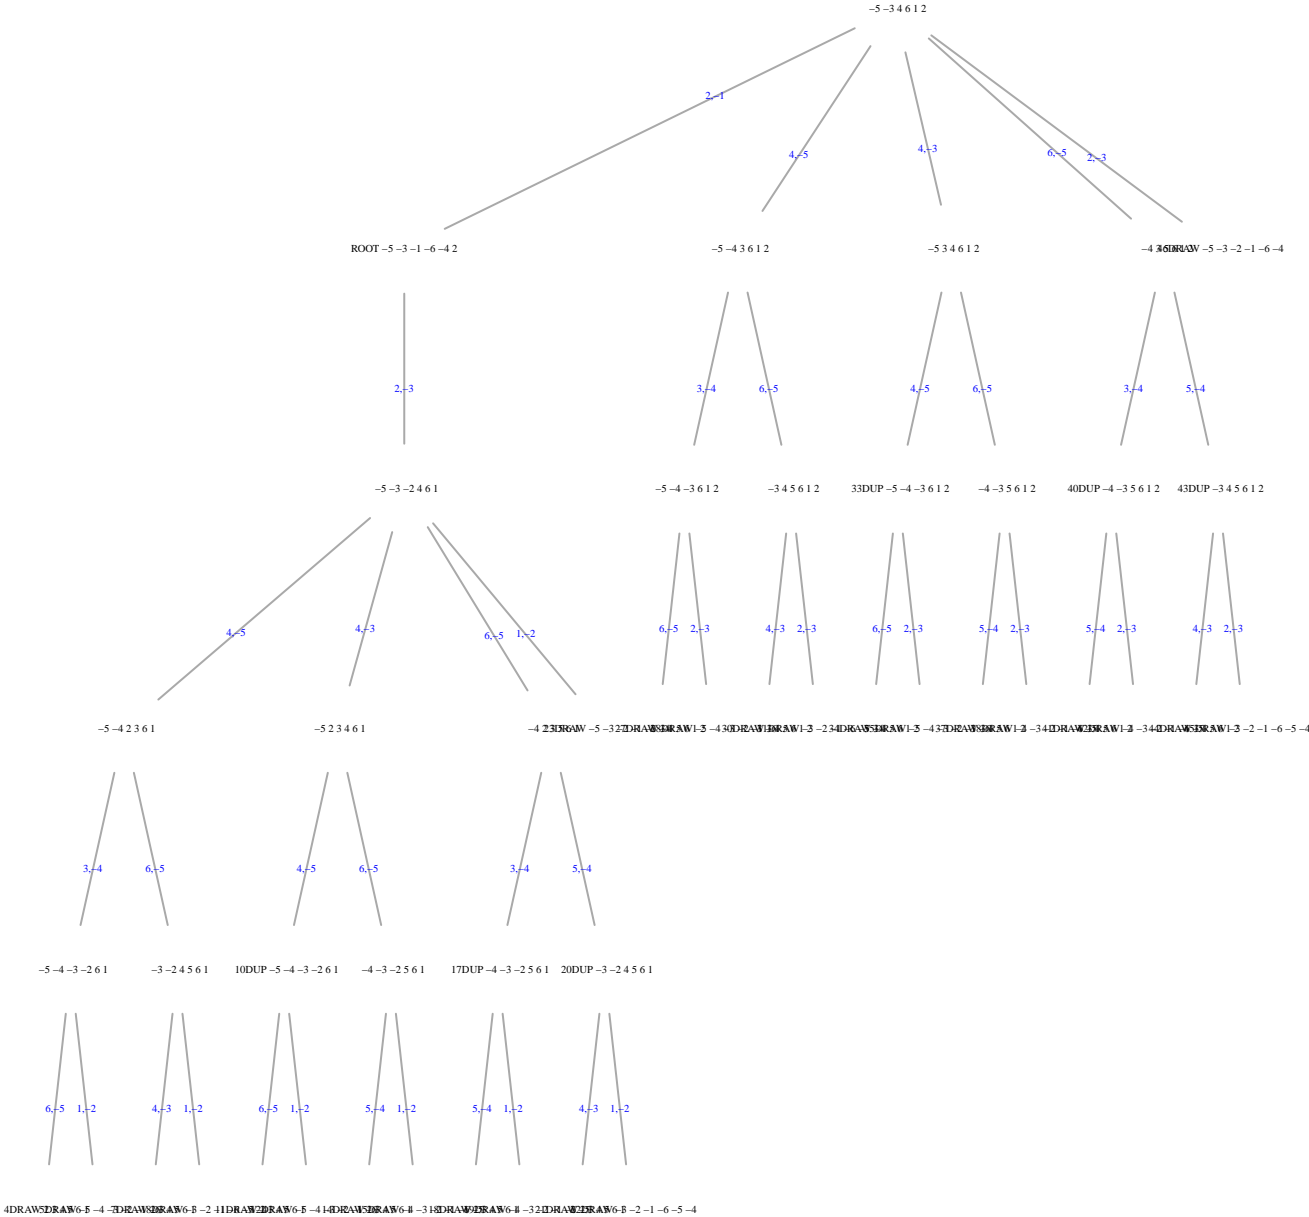 −5 −3 4 6 1 2
2,−1
4,−5
4,−3
6,−5
2,−3
ROOT −5 −3 −1 −6 −4 2
−5 −4 3 6 1 2
−5 3 4 6 1 2
−5 −3 −2 −1 −6 −4
2,−3
3,−4
6,−5
4,−5
6,−5
3,−4
5,−4
−5 −3 −2 4 6 1
−5 −4 −3 6 1 2
−3 4 5 6 1 2
33DUP −5 −4 −3 6 1 2
−4 −3 5 6 1 2
40DUP −4 −3 5 6 1 2
43DUP −3 4 5 6 1 2
4,−5
4,−3
6,−5
1,−2
6,−5
2,−3
4,−3
2,−3
6,−5
2,−3
5,−4
2,−3
5,−4
2,−3
4,−3
2,−3
−5 −4 2 3 6 1
−5 2 3 4 6 1
3,−4
6,−5
4,−5
6,−5
3,−4
5,−4
−5 −4 −3 −2 6 1
−3 −2 4 5 6 1
10DUP −5 −4 −3 −2 6 1
−4 −3 −2 5 6 1
17DUP −4 −3 −2 5 6 1
20DUP −3 −2 4 5 6 1
6,−5
1,−2
4,−3
1,−2
6,−5
1,−2
5,−4
1,−2
5,−4
1,−2
4,−3
1,−2